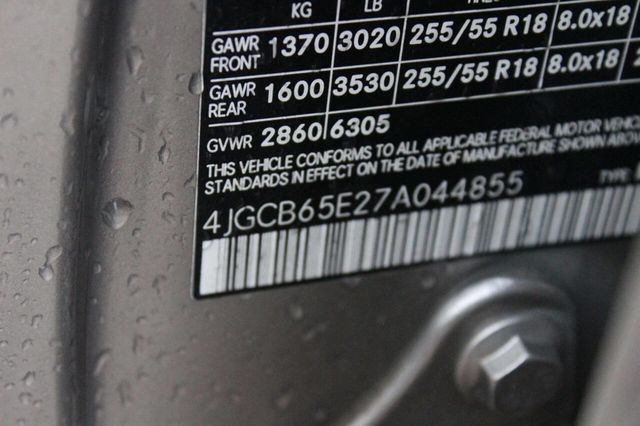 KG LB
GAWR FRONT 1370 3020 255/55 R18 8.0x18
GAWR REAR 1600 3530 255/55 R18 8.0x18
GVWR 2860 6305
THIS VEHICLE CONFORMS TO ALL APPLICABLE FEDERAL MOTOR
STANDARDS IN EFFECT ON THE DATE OF MANUFACTURE SHOWN
4JGCB65E27A044855 TYPE